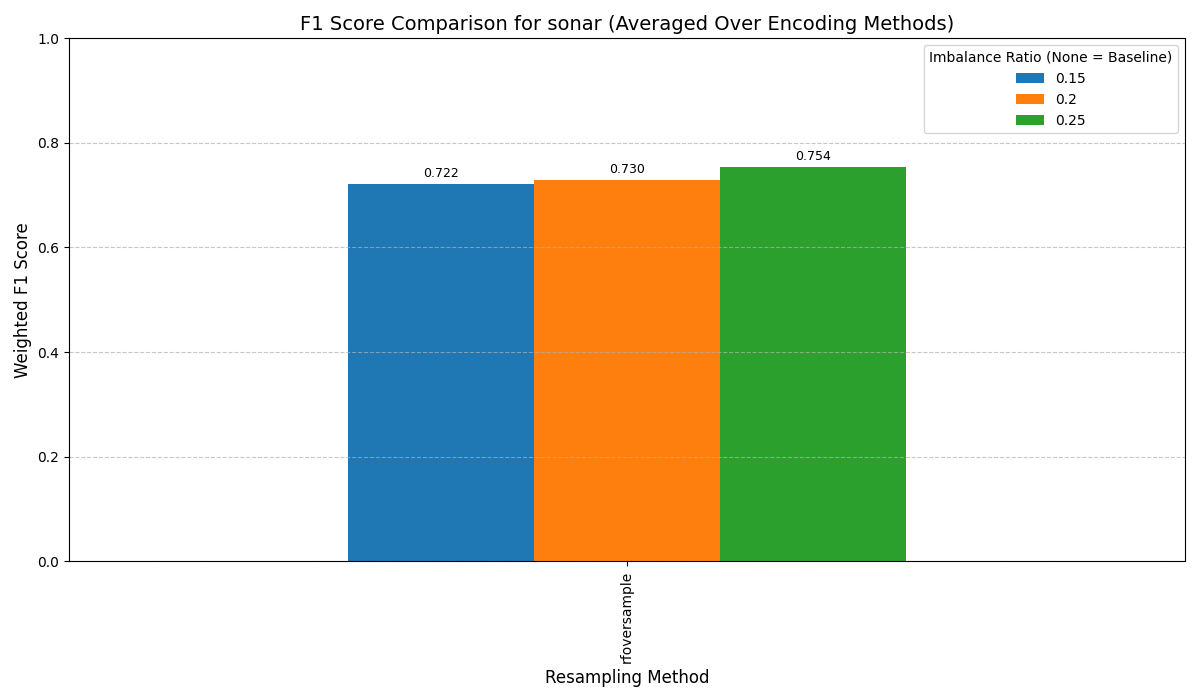 F1 Score Comparison for sonar (Averaged Over Encoding Methods)
Weighted F1 Score
1.0
0.8
0.6
0.4
0.2
0.0
Imbalance Ratio (None = Baseline)
0.15
0.2
0.25
0.722
0.730
0.754
rfoversample
Resampling Method